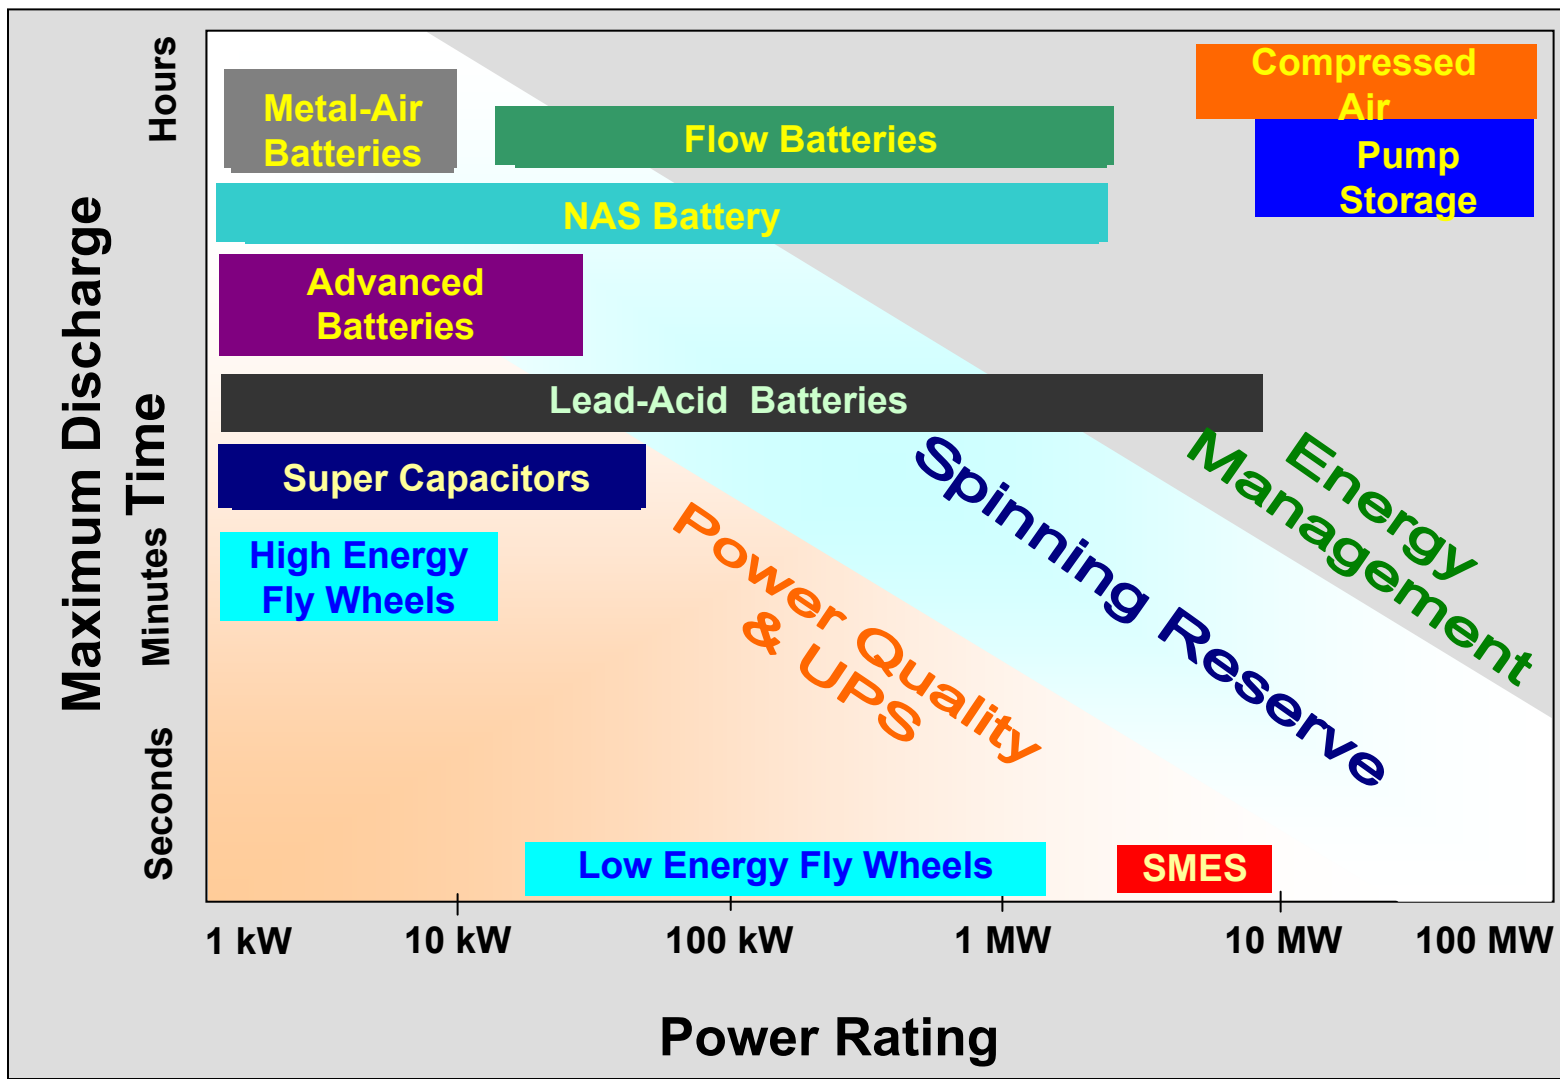 Maximum Discharge
Time
Hours
Minutes
Seconds
Compressed
Air
Metal-Air
Batteries
Flow Batteries
Pump
Storage
NAS Battery
Advanced
Batteries
Lead-Acid  Batteries
Super Capacitors
High Energy
Fly Wheels
Energy
Management
Spinning Reserve
Power Quality
& UPS
Low Energy Fly Wheels
SMES
1 kW
10 kW
100 kW
1 MW
10 MW
100 MW
Power Rating